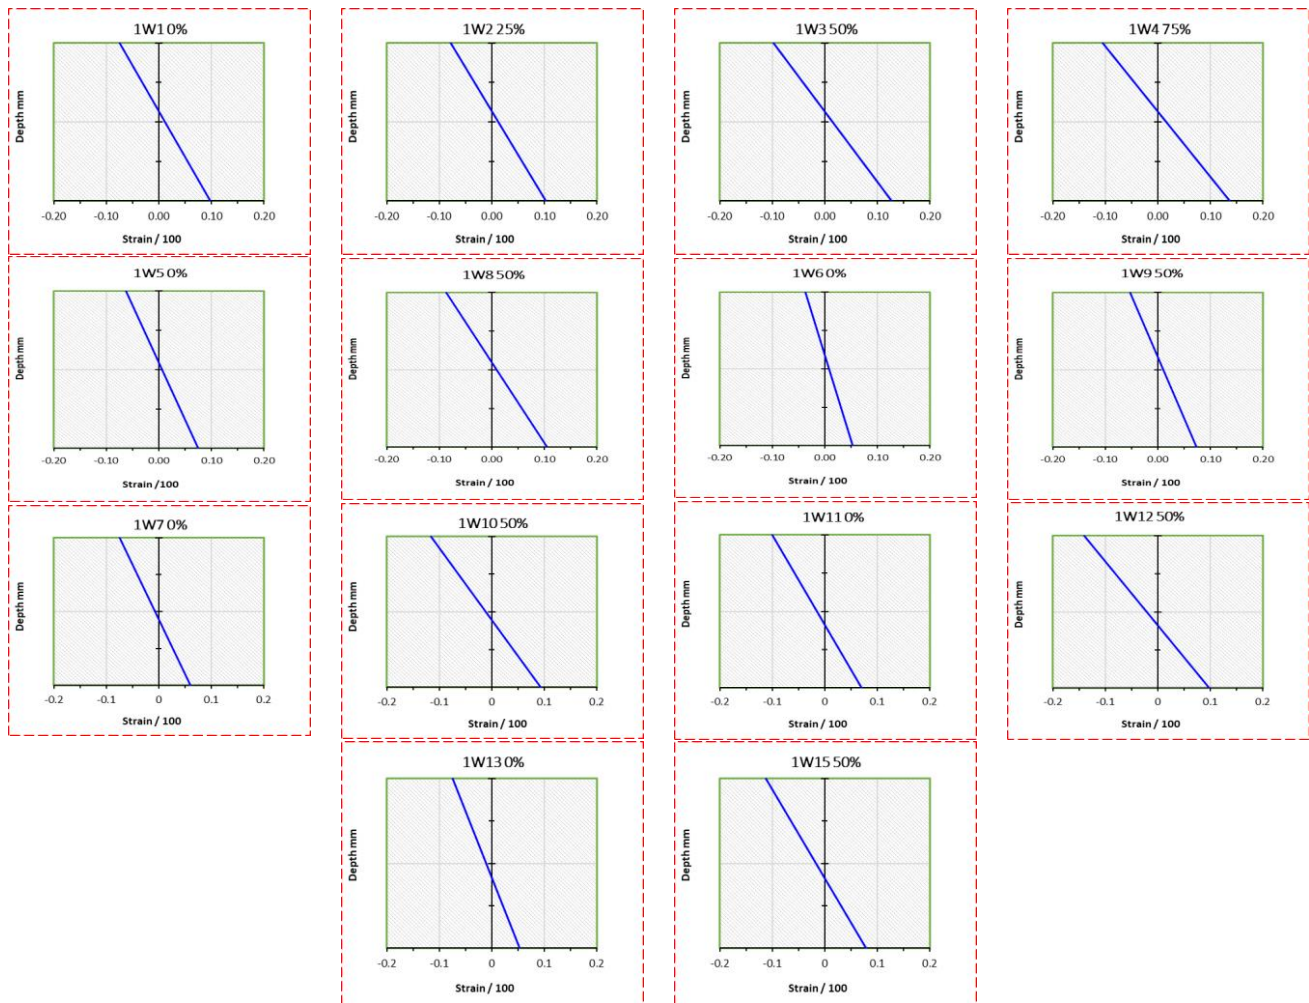 1W1 0%
Depth mm
-0.20 -0.10 0.00 0.10 0.20
Strain / 100
1W2 25%
Depth mm
-0.20 -0.10 0.00 0.10 0.20
Strain / 100
1W3 50%
Depth mm
-0.20 -0.10 0.00 0.10 0.20
Strain / 100
1W4 75%
Depth mm
-0.20 -0.10 0.00 0.10 0.20
Strain / 100
1W5 0%
Depth mm
-0.20 -0.10 0.00 0.10 0.20
Strain / 100
1W8 50%
Depth mm
-0.20 -0.10 0.00 0.10 0.20
Strain / 100
1W6 0%
Depth mm
-0.20 -0.10 0.00 0.10 0.20
Strain / 100
1W9 50%
Depth mm
-0.20 -0.10 0.00 0.10 0.20
Strain / 100
1W7 0%
Depth mm
-0.2 -0.1 0 0.1 0.2
Strain / 100
1W10 50%
Depth mm
-0.2 -0.1 0 0.1 0.2
Strain / 100
1W11 0%
Depth mm
-0.2 -0.1 0 0.1 0.2
Strain / 100
1W12 50%
Depth mm
-0.2 -0.1 0 0.1 0.2
Strain / 100
1W13 0%
Depth mm
-0.2 -0.1 0 0.1 0.2
Strain / 100
1W15 50%
Depth mm
-0.2 -0.1 0 0.1 0.2
Strain / 100